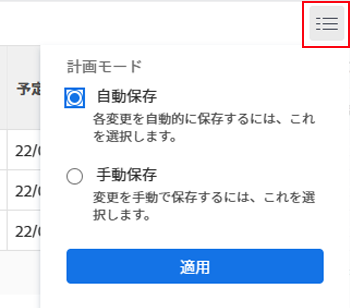 計画モード
予定
自動保存
各変更を自動的に保存するには、これ
を選択します。
22/0
手動保存
22/0
変更を手動で保存するには、これを選
択します。
22/0
適用